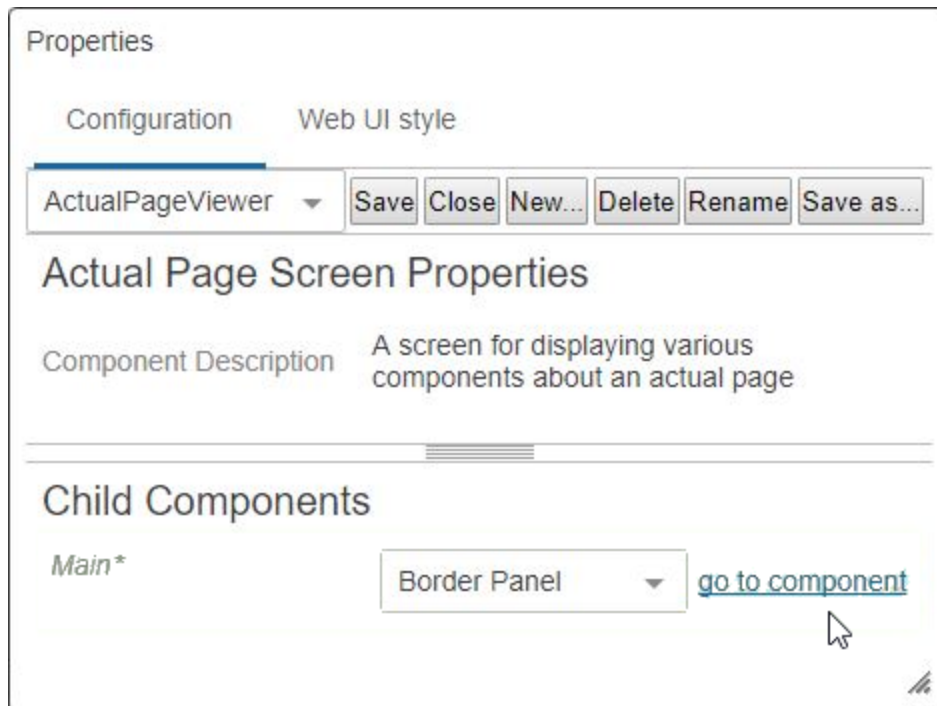 Properties
Configuration Web UI style
ActualPageViewer Save Close New... Delete Rename Save as...
Actual Page Screen Properties
Component Description A screen for displaying various
components about an actual page
Child Components
Main* Border Panel go to component